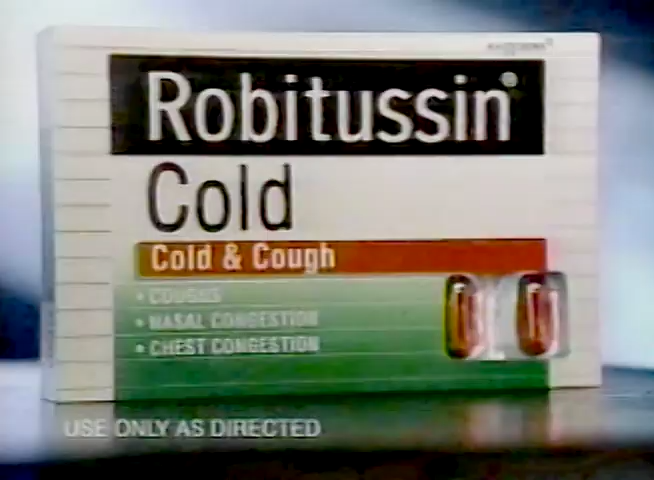 Robitussin®
Cold
Cold & Cough
• COUGHS
• NASAL CONGESTION
• CHEST CONGESTION
USE ONLY AS DIRECTED